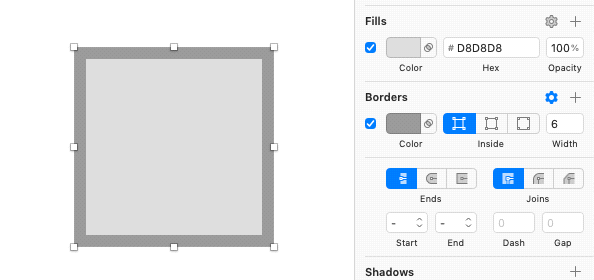 Fills
# D8D8D8 100%
Color Hex Opacity
Borders
6
Color Inside Width
Ends Joins
- - 0 0
Start End Dash Gap
Shadows